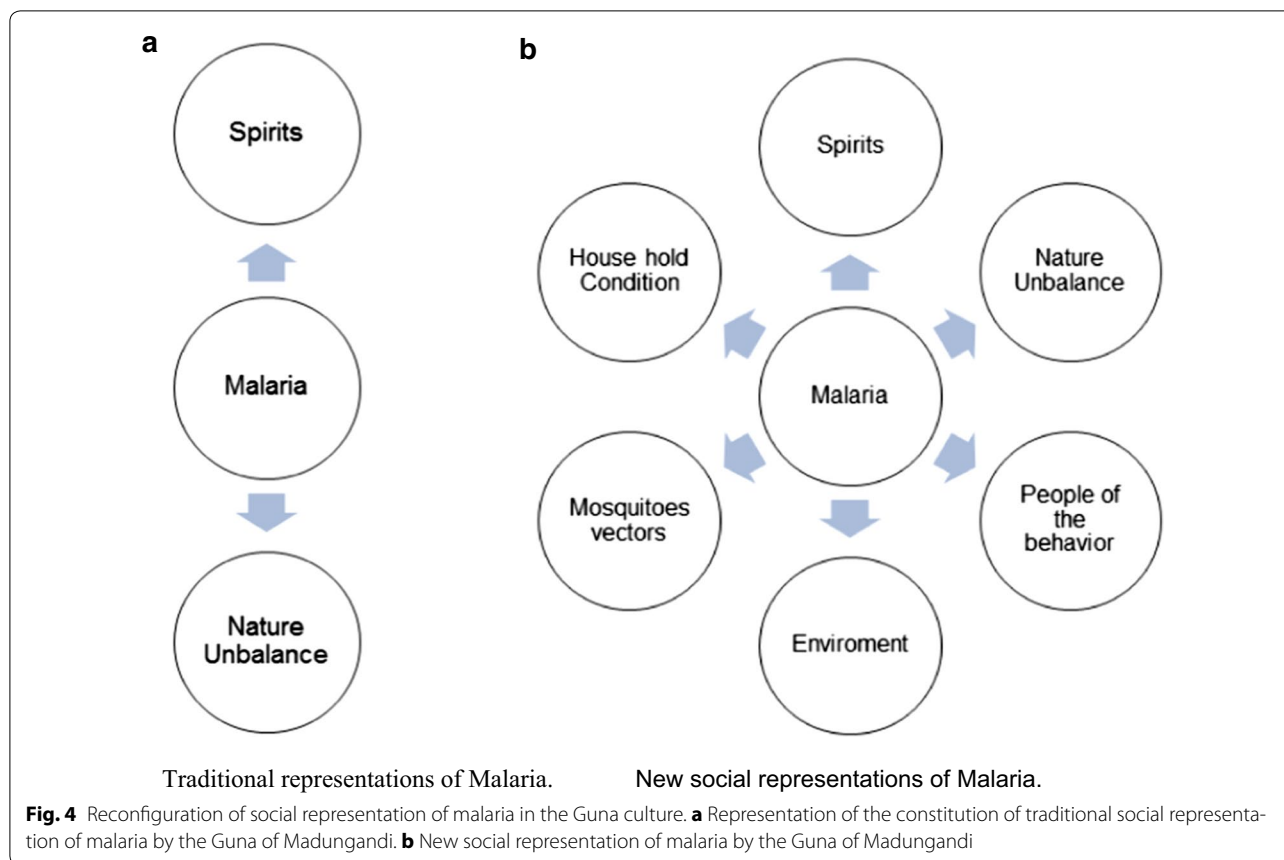 a
Spirits
Malaria
Nature
Unbalance
Traditional representations of Malaria.
b
Spirits
House hold
Condition
Nature
Unbalance
Malaria
Mosquitoes
vectors
People of
the
behavior
Enviroment
New social representations of Malaria.
Fig. 4 Reconfiguration of social representation of malaria in the Guna culture. a Representation of the constitution of traditional social representa-
tion of malaria by the Guna of Madungandi. b New social representation of malaria by the Guna of Madungandi